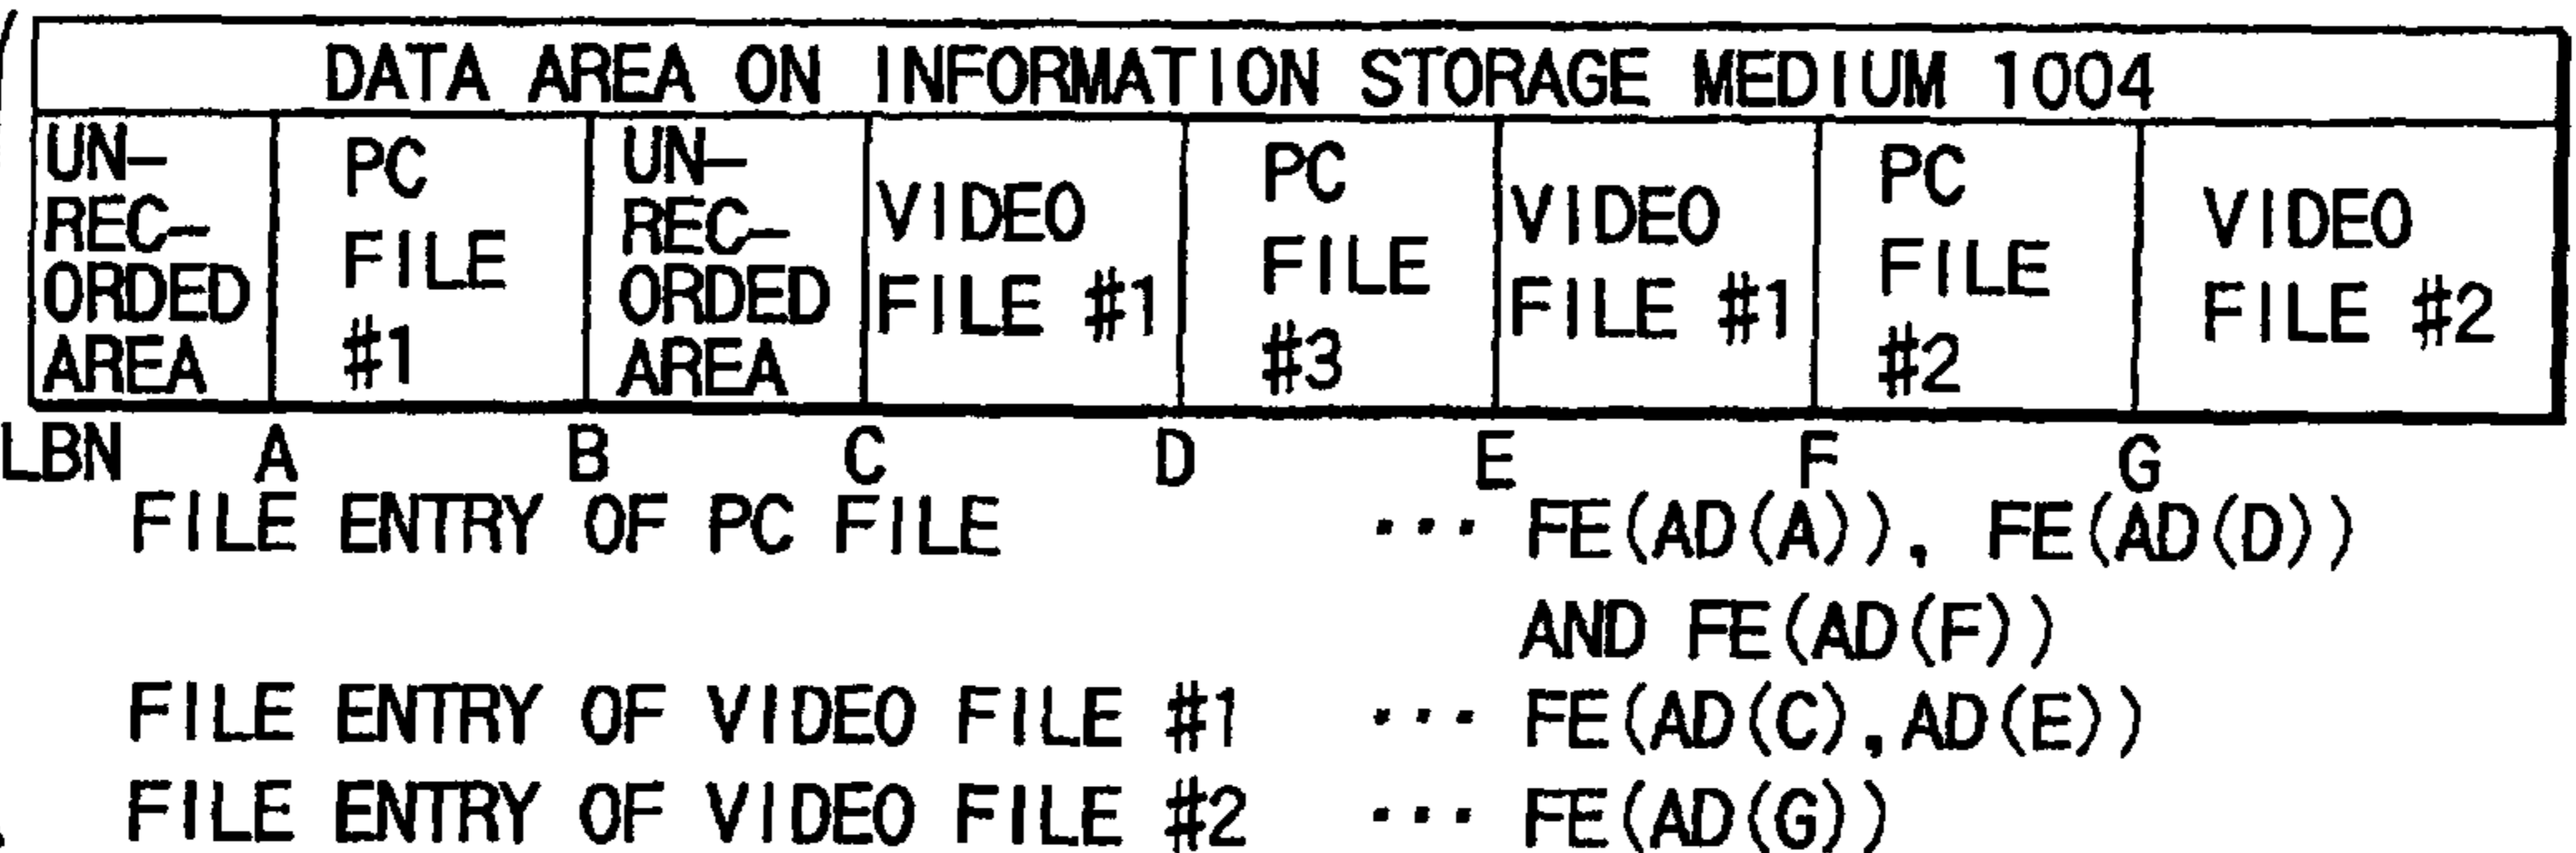 DATA AREA ON INFORMATION STORAGE MEDIUM 1004
UN-
REC-
ORDED
AREA
PC
FILE
#1
UN-
REC-
ORDED
AREA
VIDEO
FILE #1
PC
FILE
#3
VIDEO
FILE #1
PC
FILE
#2
VIDEO
FILE #2
LBN A B C D E F G
FILE ENTRY OF PC FILE ··· FE(AD(A)), FE(AD(D))
AND FE(AD(F))
FILE ENTRY OF VIDEO FILE #1 ··· FE(AD(C),AD(E))
FILE ENTRY OF VIDEO FILE #2 ··· FE(AD(G))